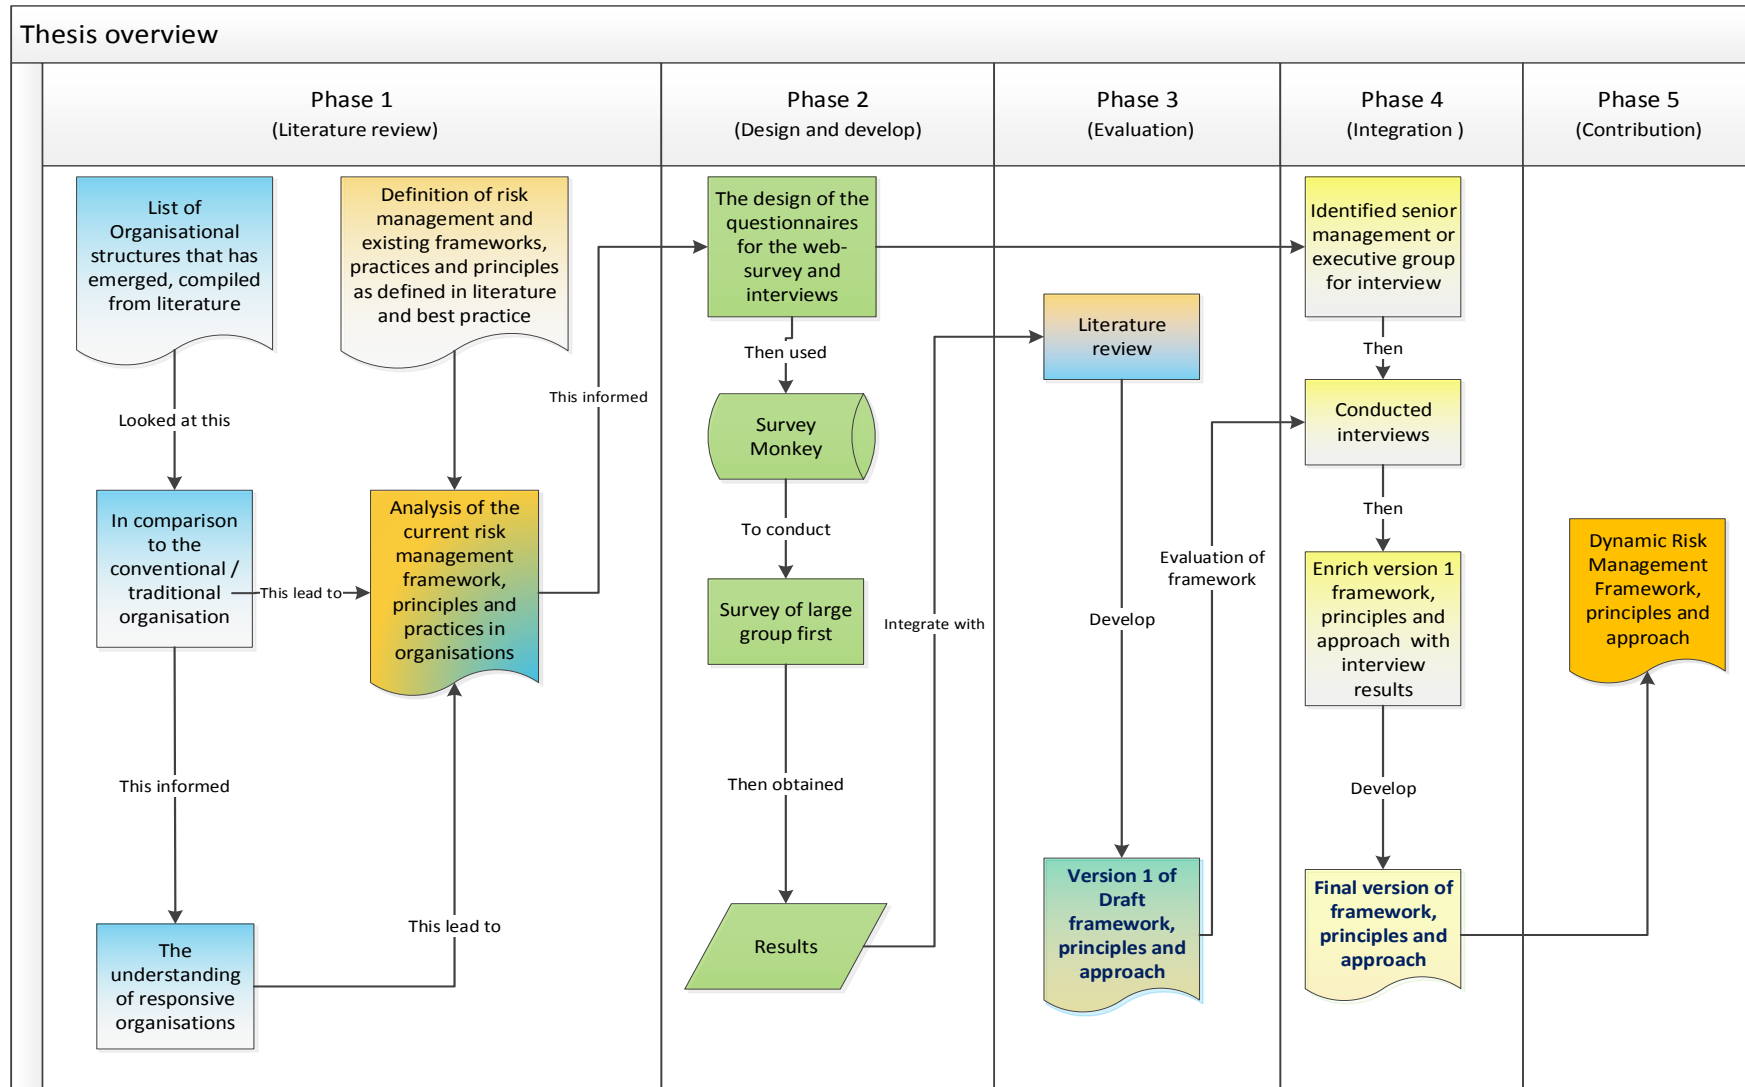 Thesis overview
Phase 1
(Literature review)
Phase 2
(Design and develop)
Phase 3
(Evaluation)
Phase 4
(Integration )
Phase 5
(Contribution)
List of
Organisational
structures that has
emerged, compiled
from literature
Definition of risk
management and
existing frameworks,
practices and principles
as defined in literature
and best practice
Looked at this
In comparison to
the
conventional /
traditional
organisation
This lead to
Analysis of the
current risk
management
framework,
principles and
practices in
organisations
This informed
This informed
The
understanding
of responsive
organisations
This lead to
The design of the
questionnaires
for the web-
survey and
interviews
Then used
Survey
Monkey
To conduct
Survey of large
group first
Then obtained
Results
Integrate with
Literature
review
Develop
Version 1 of
Draft
framework,
principles and
approach
Evaluation of
framework
Identified senior
management or
executive group
for interview
Then
Conducted
interviews
Then
Enrich version 1
framework,
principles and
approach with
interview
results
Develop
Final version of
framework,
principles and
approach
Dynamic Risk
Management
Framework,
principles and
approach